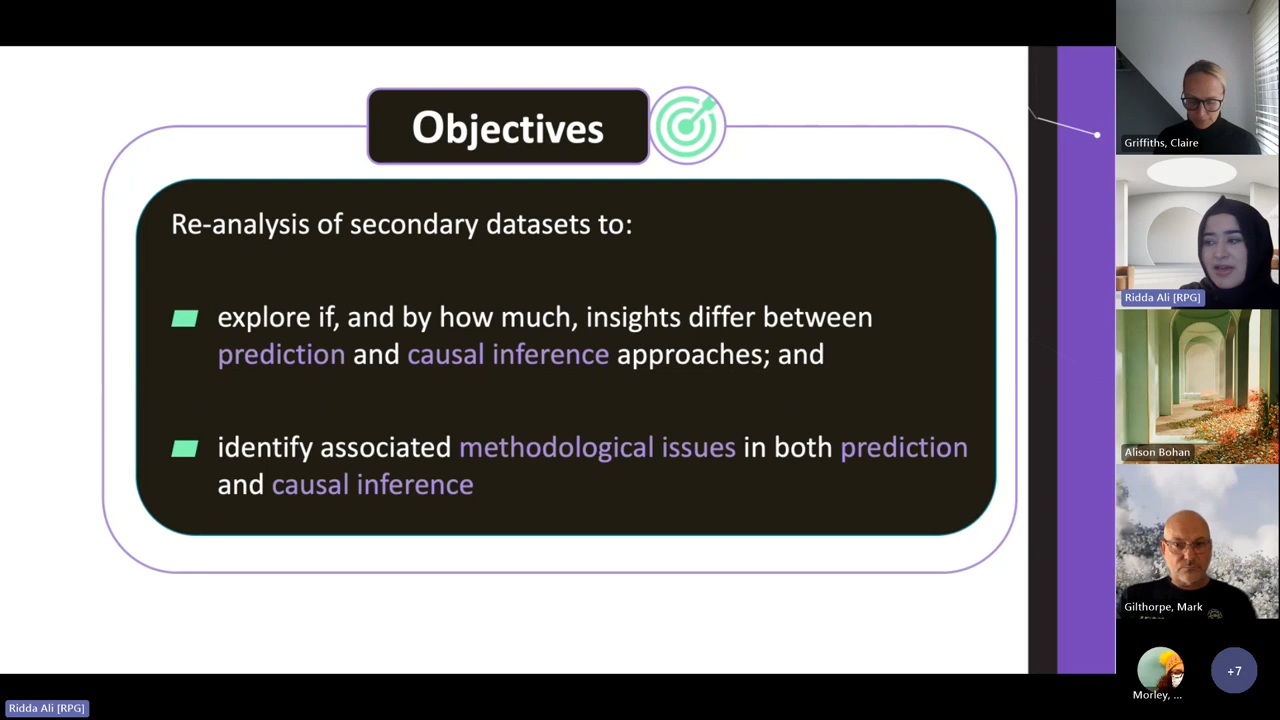 Objectives
Re-analysis of secondary datasets to:
explore if, and by how much, insights differ between
prediction and causal inference approaches; and
identify associated methodological issues in both prediction
and causal inference
Griffiths, Claire
Ridda Ali [RPG]
Alison Bohan
Gilthorpe, Mark
Morley, ...
+7
Ridda Ali [RPG]